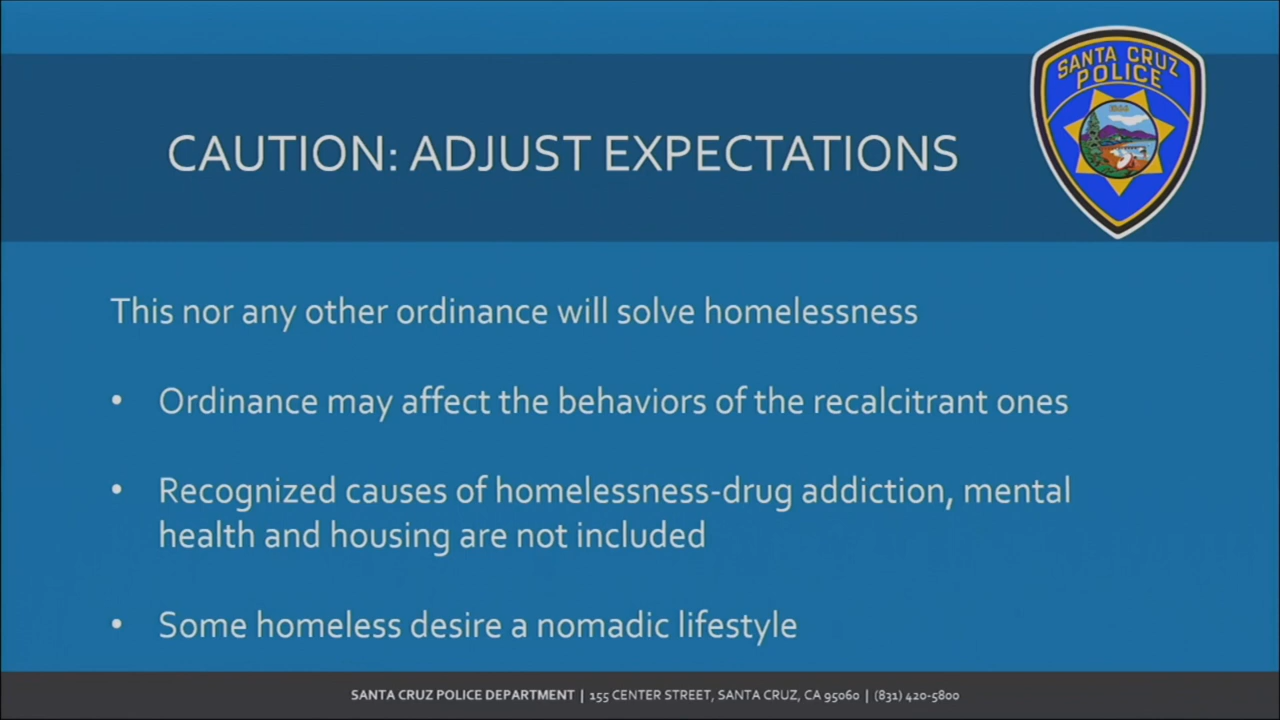 SANTA CRUZ
POLICE
CAUTION: ADJUST EXPECTATIONS
This nor any other ordinance will solve homelessness
• Ordinance may affect the behaviors of the recalcitrant ones
• Recognized causes of homelessness-drug addiction, mental
health and housing are not included
• Some homeless desire a nomadic lifestyle
SANTA CRUZ POLICE DEPARTMENT | 155 CENTER STREET, SANTA CRUZ, CA 95060 | (831) 420-5800